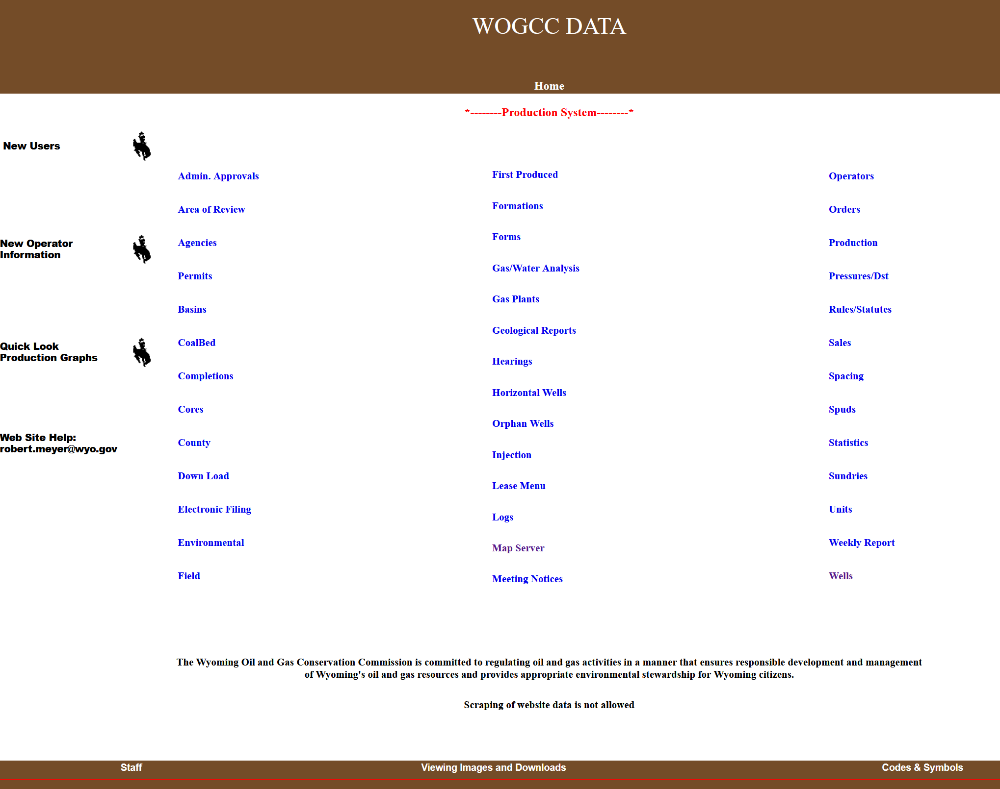 WOGCC DATA
Home
*--------Production System--------*
New Users
New Operator
Information
Quick Look
Production Graphs
Web Site Help:
robert.meyer@wyo.gov
Admin. Approvals
Area of Review
Agencies
Permits
Basins
CoalBed
Completions
Cores
County
Down Load
Electronic Filing
Environmental
Field
First Produced
Formations
Forms
Gas/Water Analysis
Gas Plants
Geological Reports
Hearings
Horizontal Wells
Orphan Wells
Injection
Lease Menu
Logs
Map Server
Meeting Notices
Operators
Orders
Production
Pressures/Dst
Rules/Statutes
Sales
Spacing
Spuds
Statistics
Sundries
Units
Weekly Report
Wells
The Wyoming Oil and Gas Conservation Commission is committed to regulating oil and gas activities in a manner that ensures responsible development and management
of Wyoming's oil and gas resources and provides appropriate environmental stewardship for Wyoming citizens.
Scraping of website data is not allowed
Staff
Viewing Images and Downloads
Codes & Symbols